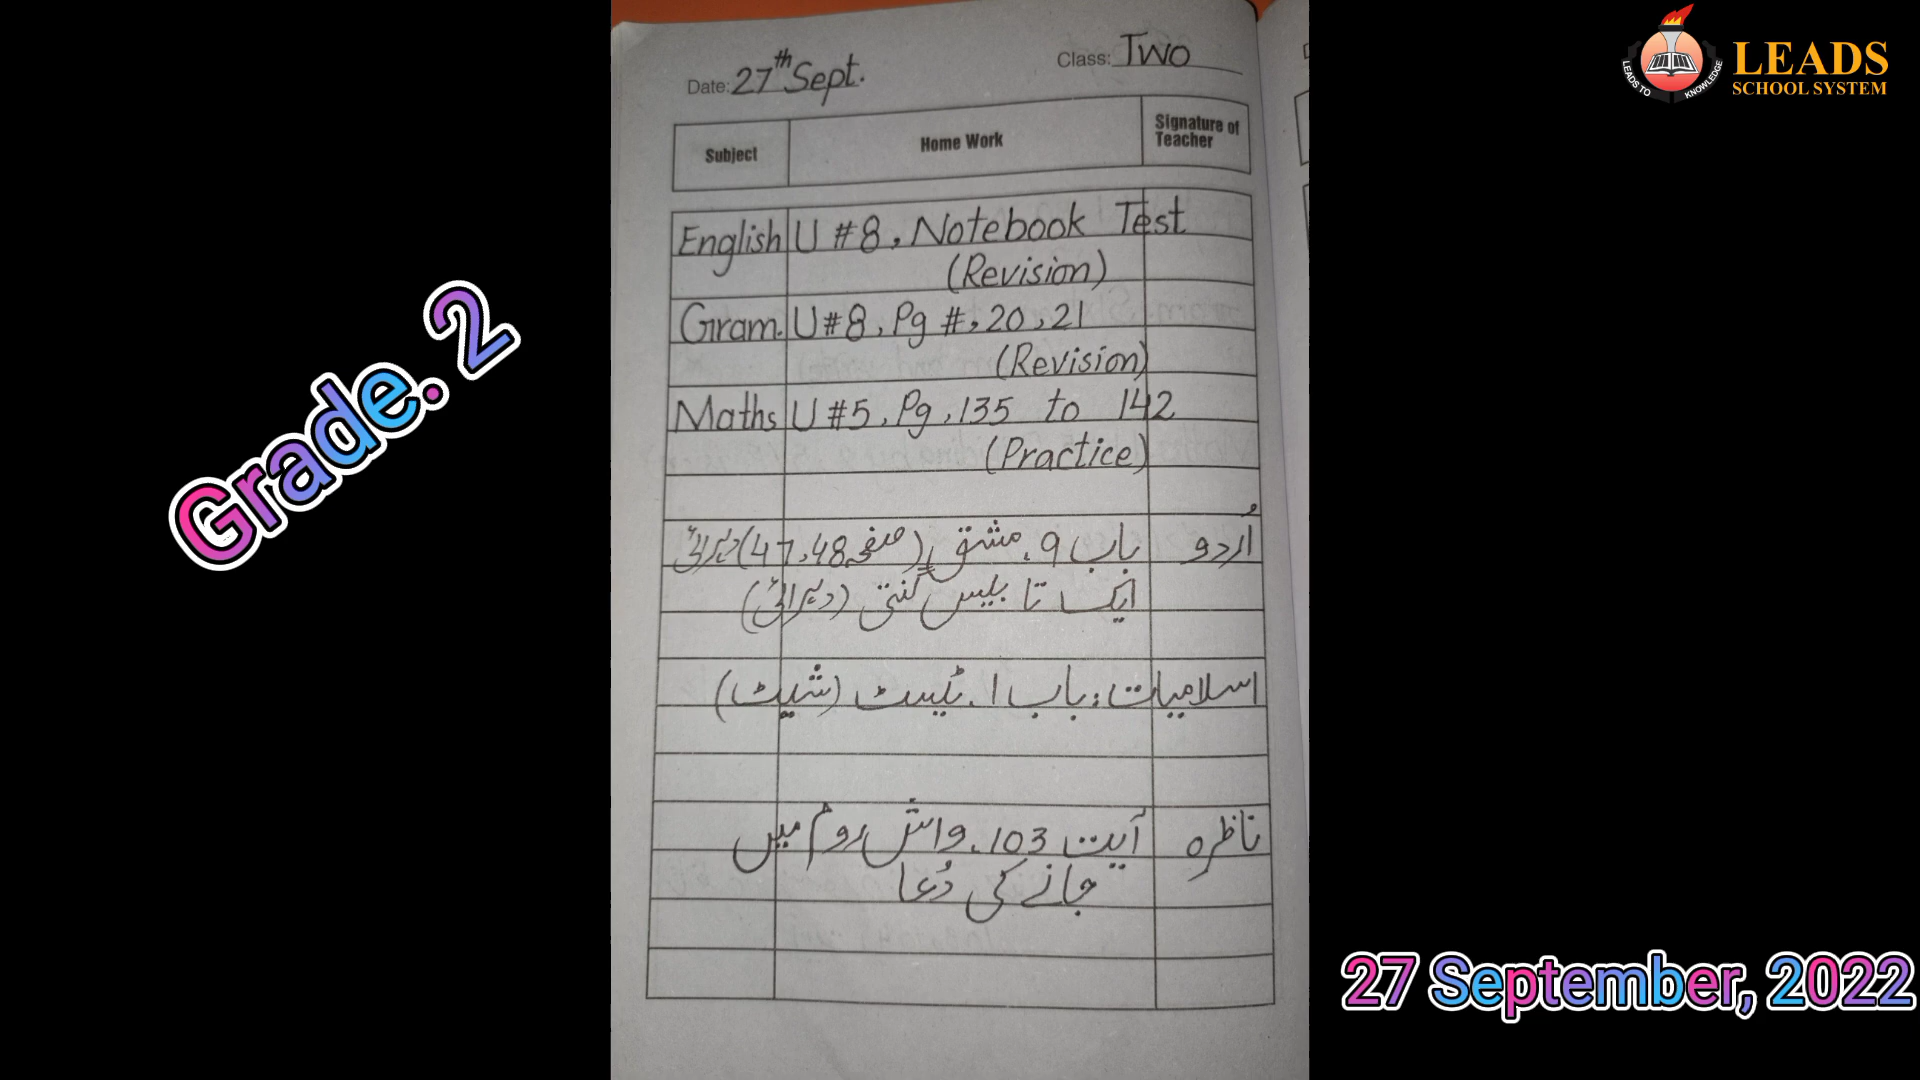 Grade. 2
Date: 27th Sept.
Class: Two
Subject Home Work Signature of Teacher
English U #8, Notebook Test
(Revision)
Gram. U #8, Pg #, 20, 21
(Revision)
Maths U #5, Pg, 135 to 142
(Practice)
اُردو باب 9، مشق (صفحہ 47،48) دہرائی
ایک تا بیس گنتی (دہرائی)
اسلامیات: باب 1، ٹیسٹ (شیٹ)
ناظرہ آیت 103، واش روم میں
جانے کی دُعا
LEADS TO KNOWLEDGE
LEADS
SCHOOL SYSTEM
27 September, 2022